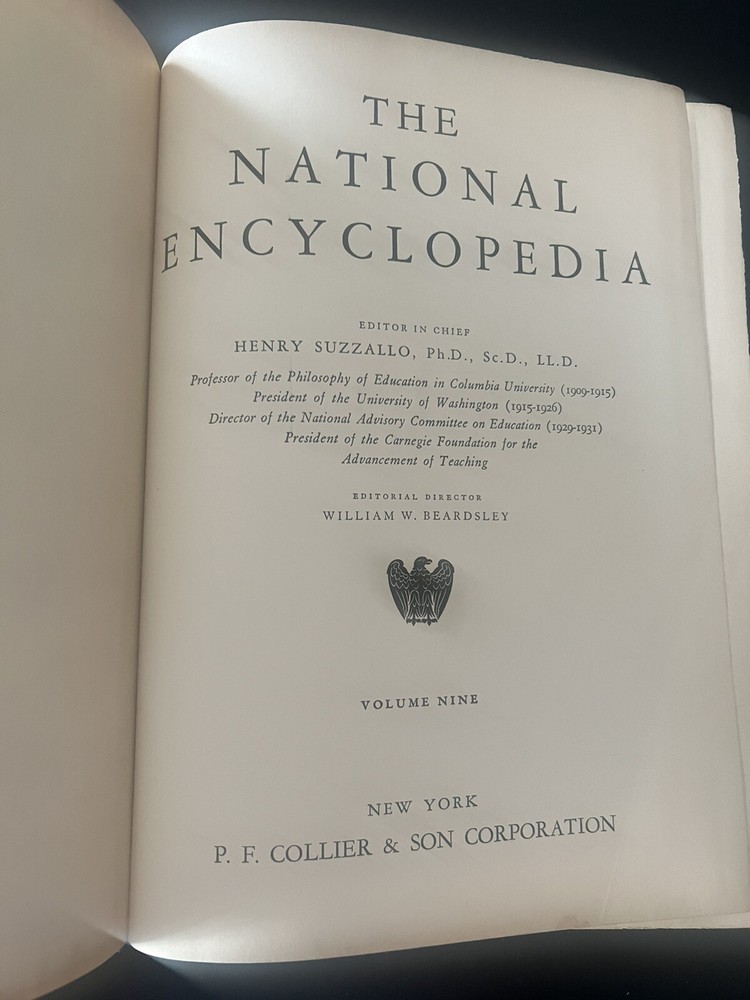 THE
NATIONAL
ENCYCLOPEDIA
EDITOR IN CHIEF
HENRY SUZZALLO, Ph.D., Sc.D., LL.D.
Professor of the Philosophy of Education in Columbia University (1909-1915)
President of the University of Washington (1915-1926)
Director of the National Advisory Committee on Education (1929-1931)
President of the Carnegie Foundation for the
Advancement of Teaching
EDITORIAL DIRECTOR
WILLIAM W. BEARDSLEY
VOLUME NINE
NEW YORK
P. F. COLLIER & SON CORPORATION